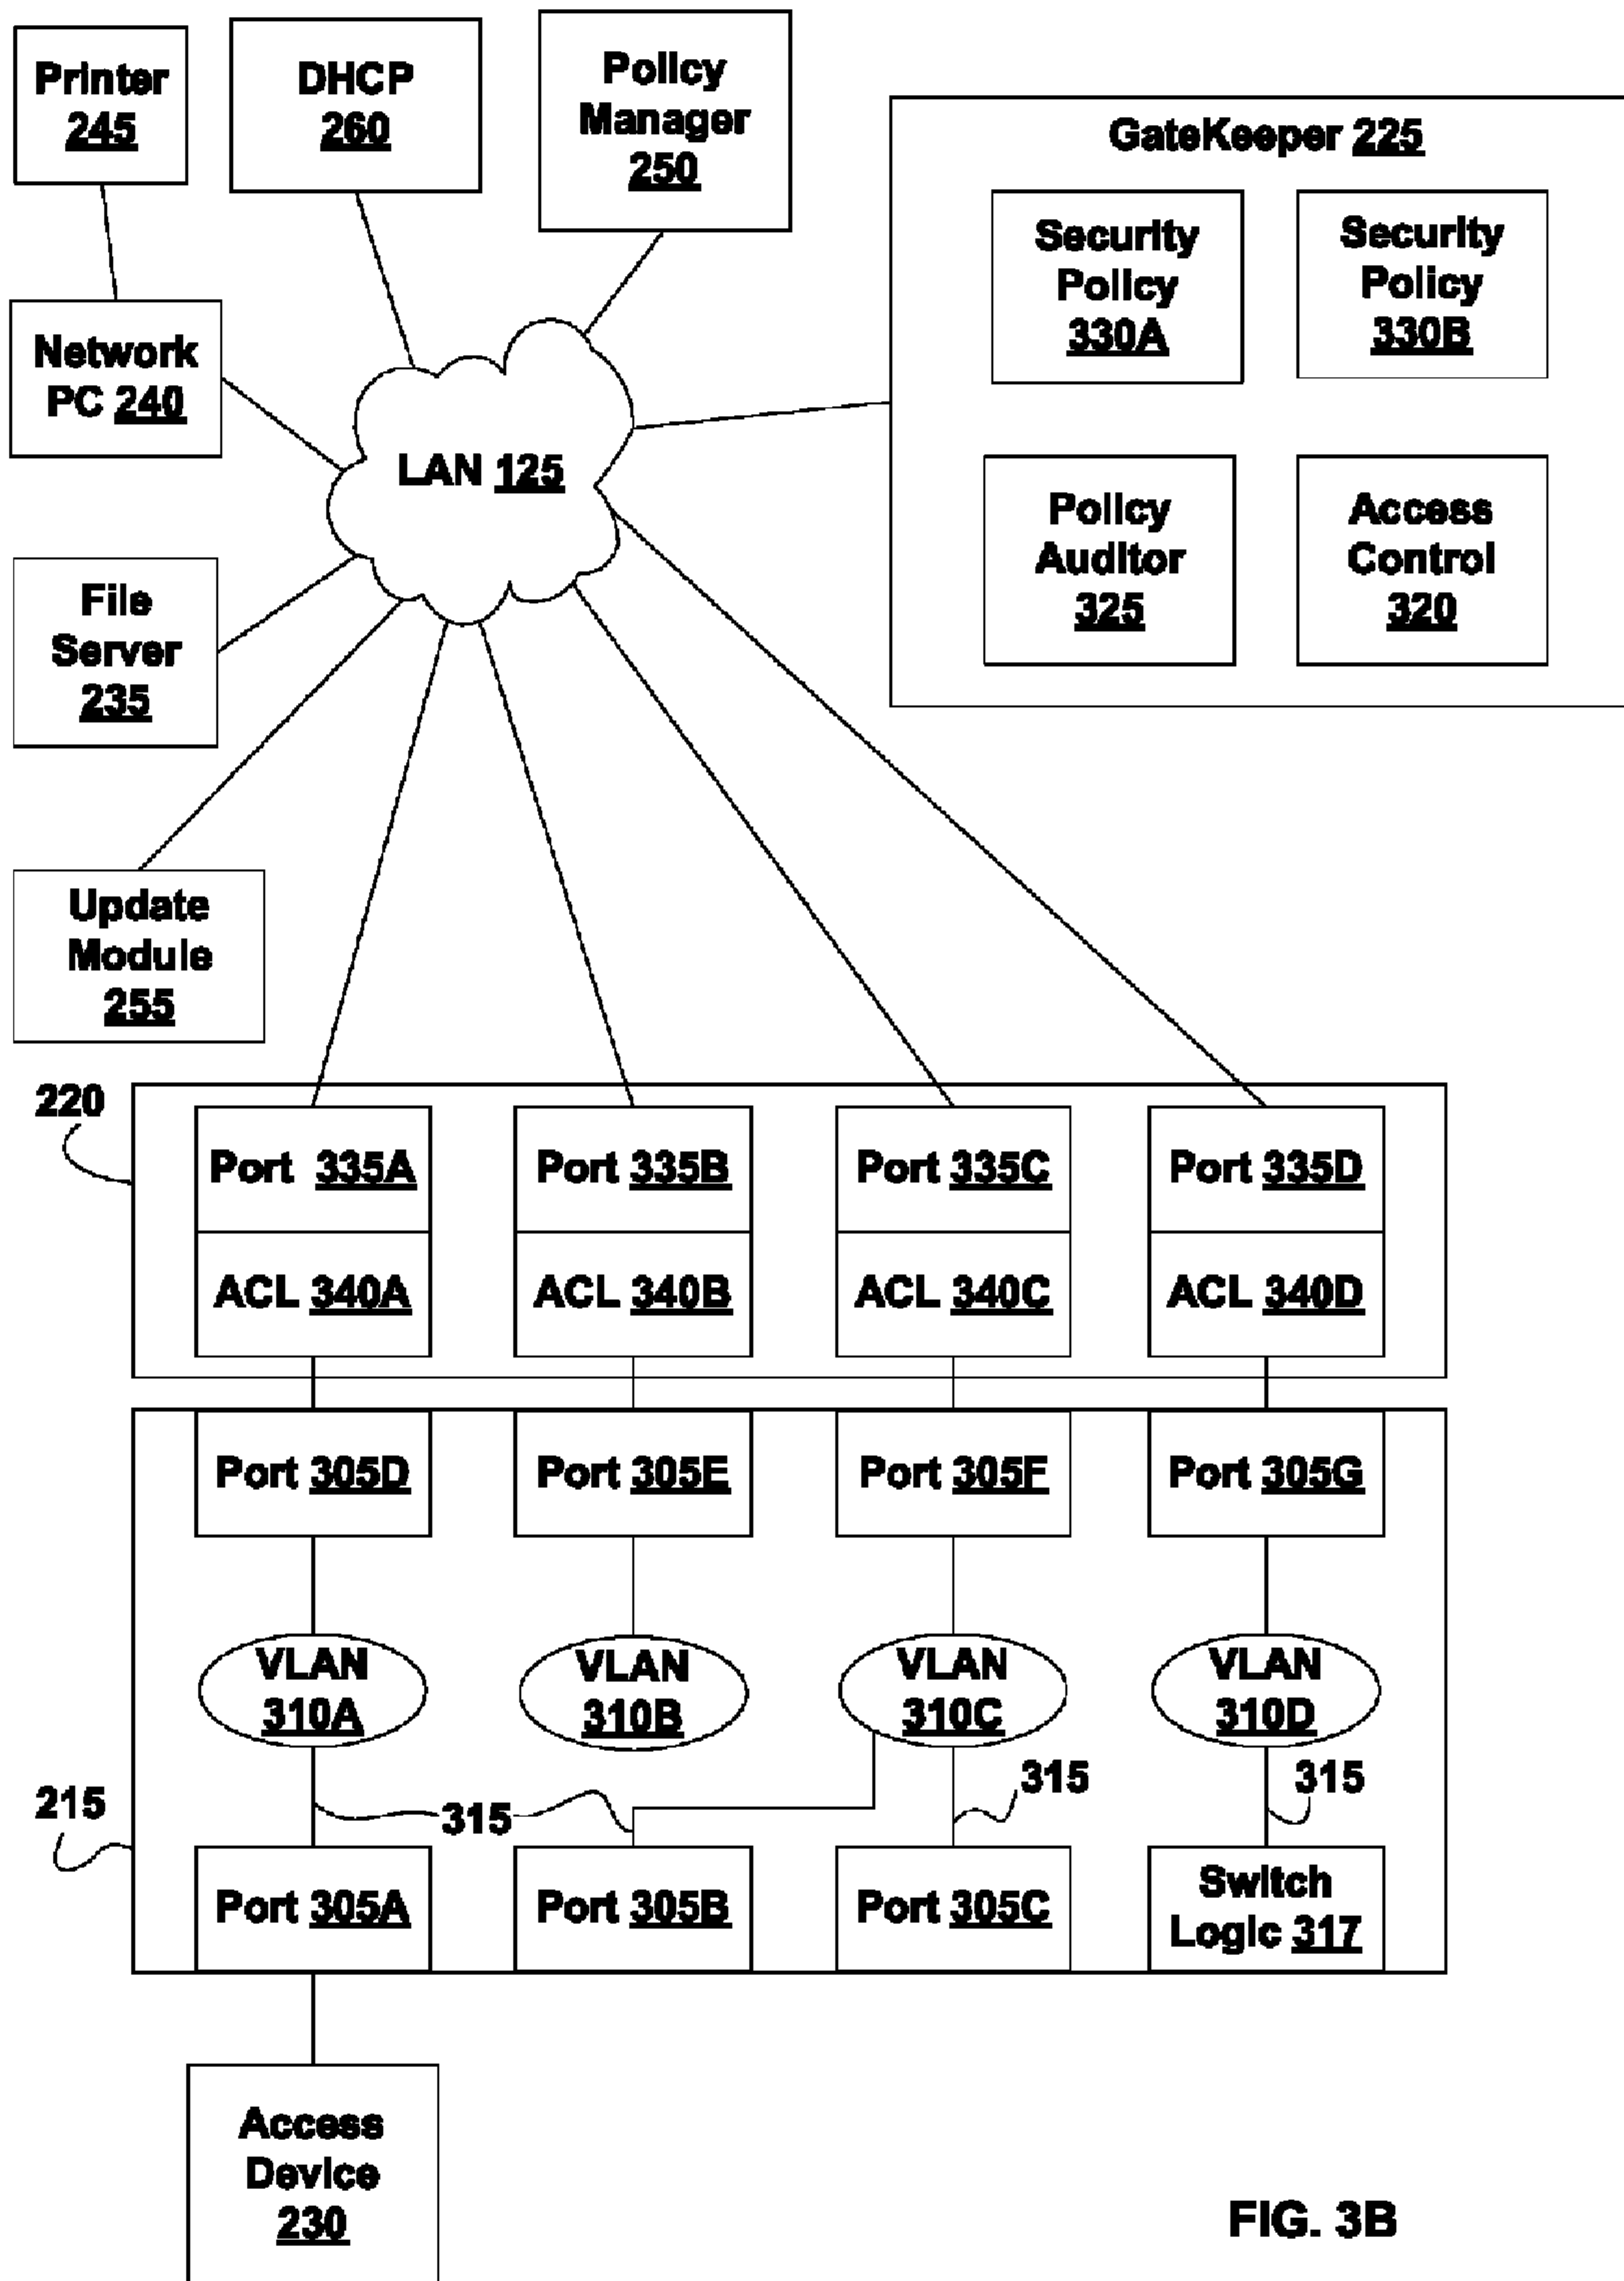 Printer
245
DHCP
260
Policy
Manager
250
GateKeeper 225
Security
Policy
330A
Security
Policy
330B
Network
PC 240
LAN 125
Policy
Auditor
325
Access
Control
320
File
Server
235
Update
Module
255
220
Port 335A
Port 335B
Port 335C
Port 335D
ACL 340A
ACL 340B
ACL 340C
ACL 340D
Port 305D
Port 305E
Port 305F
Port 305G
VLAN
310A
VLAN
310B
VLAN
310C
VLAN
310D
215
315
315
315
Port 305A
Port 305B
Port 305C
Switch
Logic 317
Access
Device
230
FIG. 3B